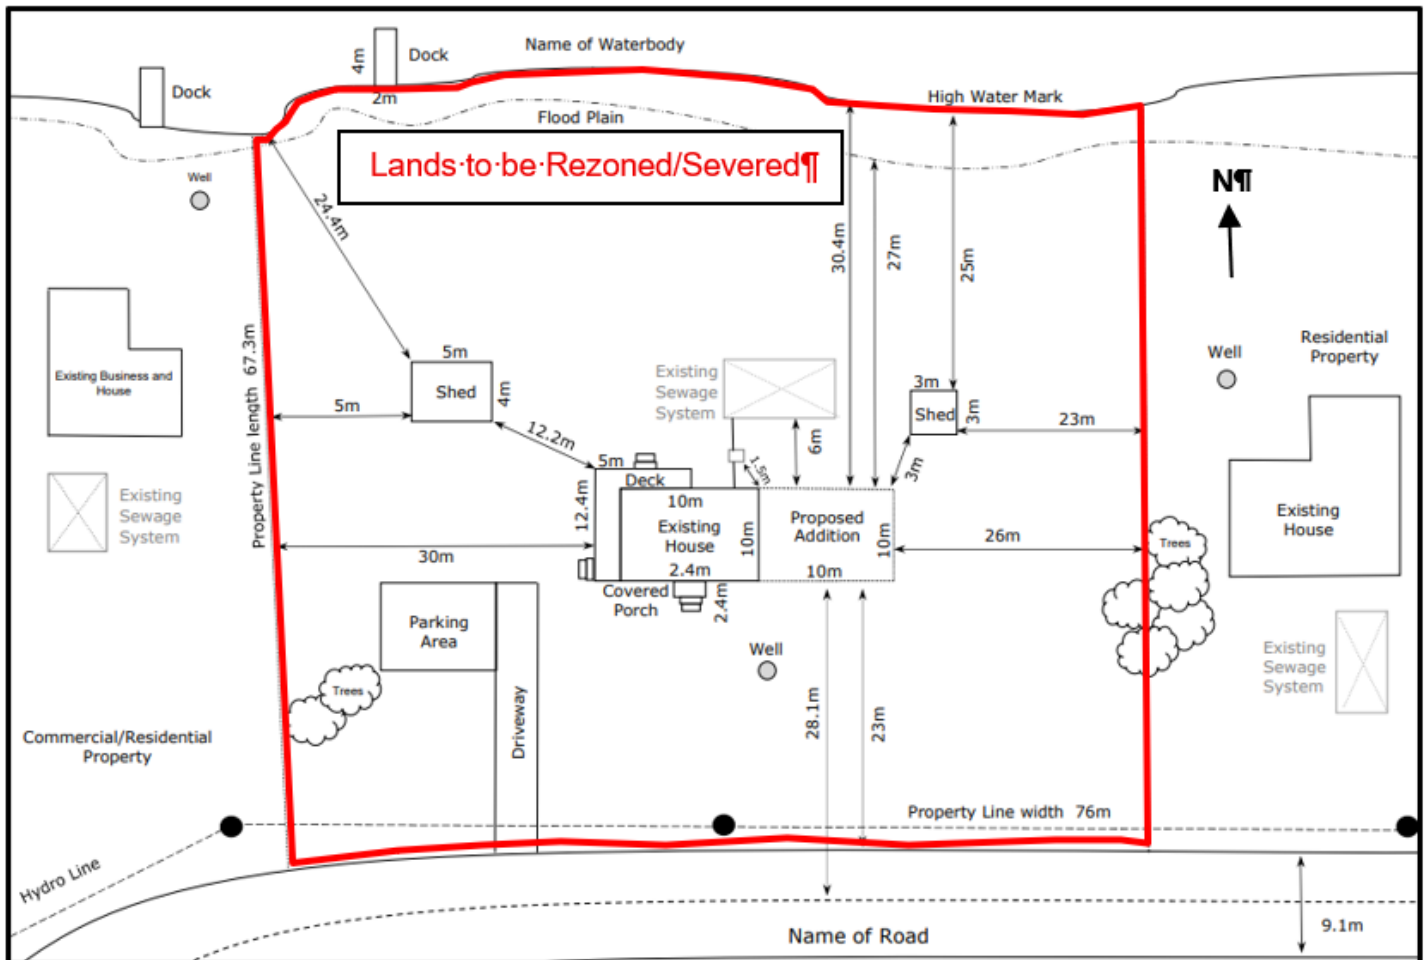 Name of Waterbody
Dock
4m
Dock
2m
High Water Mark
Flood Plain
Lands·to·be·Rezoned/Severed¶
Well
N¶
24.4m
30.4m
27m
25m
Residential
Property
Well
Property Line length 67.3m
Existing Business and
House
5m
Shed
4m
5m
Existing
Sewage
System
3m
Shed
3m
23m
12.2m
6m
1.5m
3m
5m
Deck
12.4m
10m
Existing
House
10m
2.4m
Proposed
Addition
10m
10m
26m
Trees
Existing
House
Existing
Sewage
System
30m
Covered
Porch
2.4m
Parking
Area
Well
Existing
Sewage
System
Trees
Driveway
28.1m
23m
Commercial/Residential
Property
Property Line width 76m
Hydro Line
9.1m
Name of Road